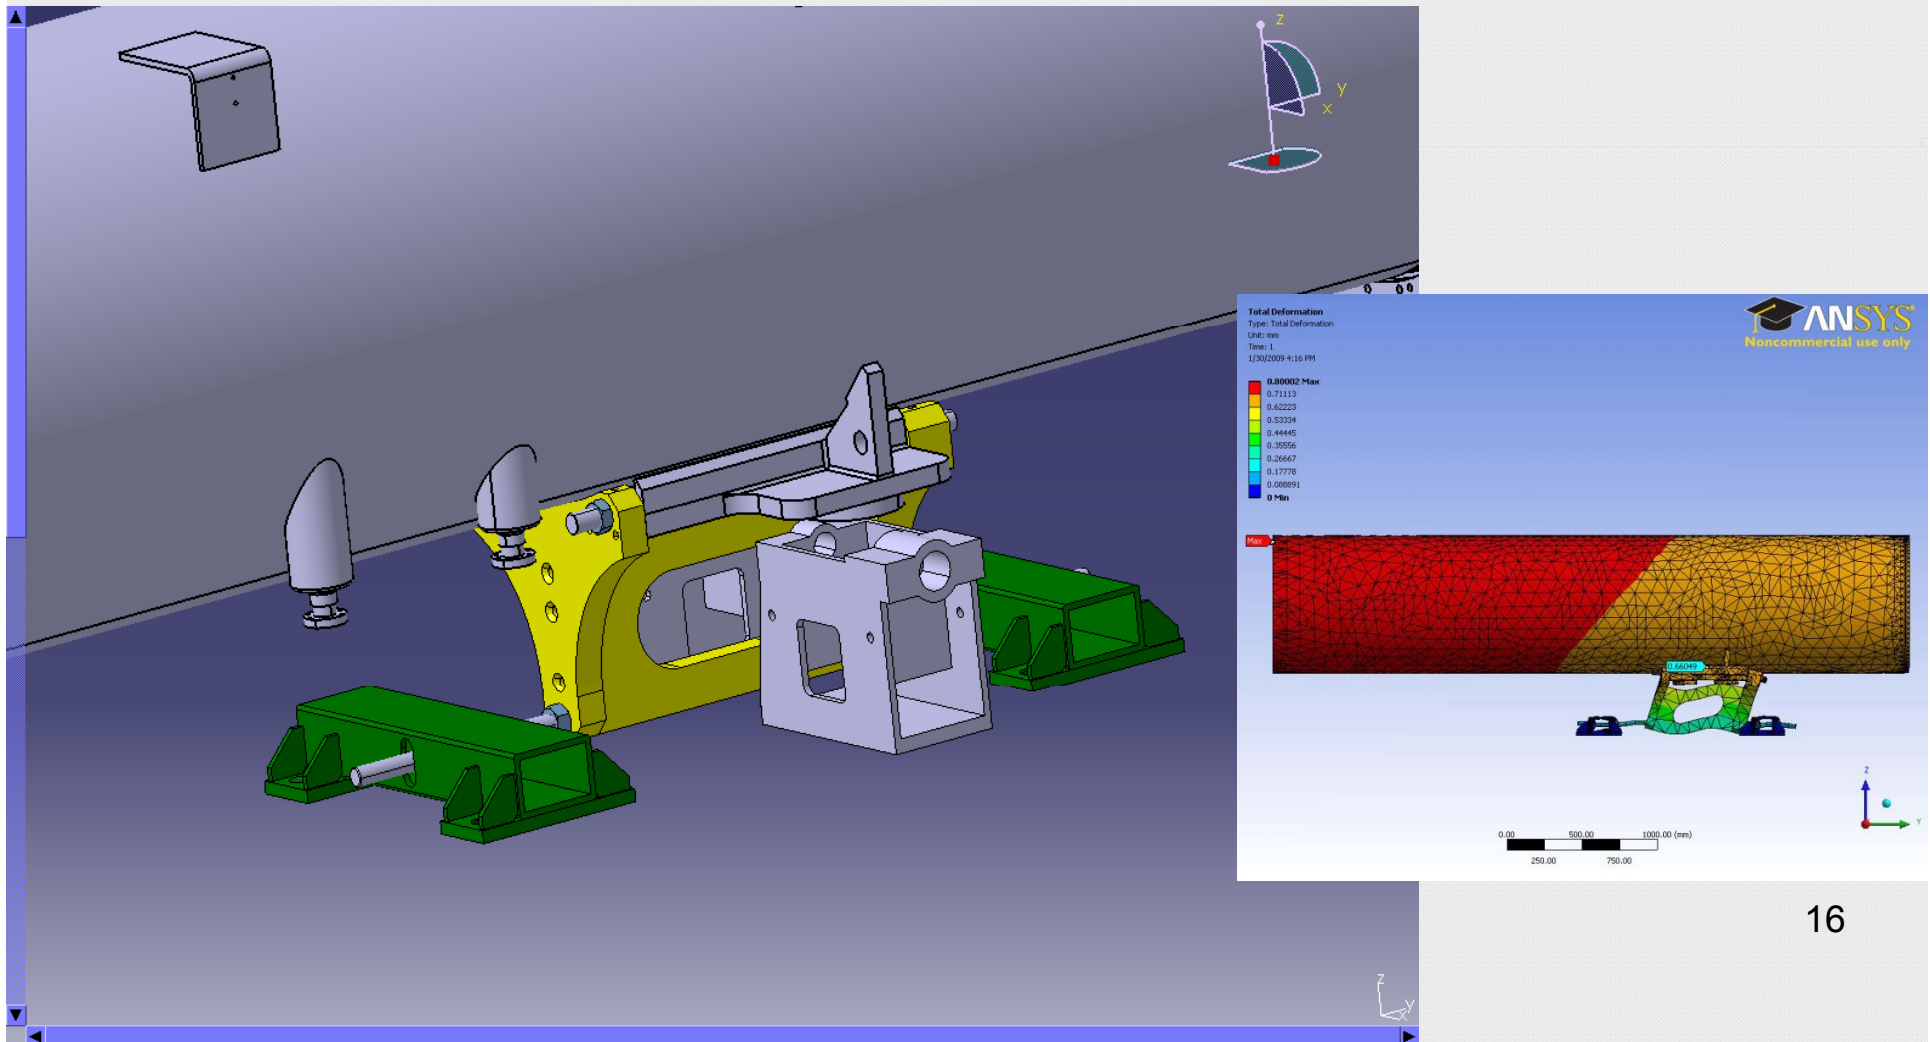 z
y
x
Total Deformation
Type: Total Deformation
Unit: mm
Time: 1
1/30/2009 4:16 PM
ANSYS
Noncommercial use only
0.80002 Max
0.71113
0.62223
0.53334
0.44445
0.35556
0.26667
0.17778
0.088891
0 Min
Max
0.66049
Z
Y
0.00 500.00 1000.00 (mm)
250.00 750.00
16
z
y
x